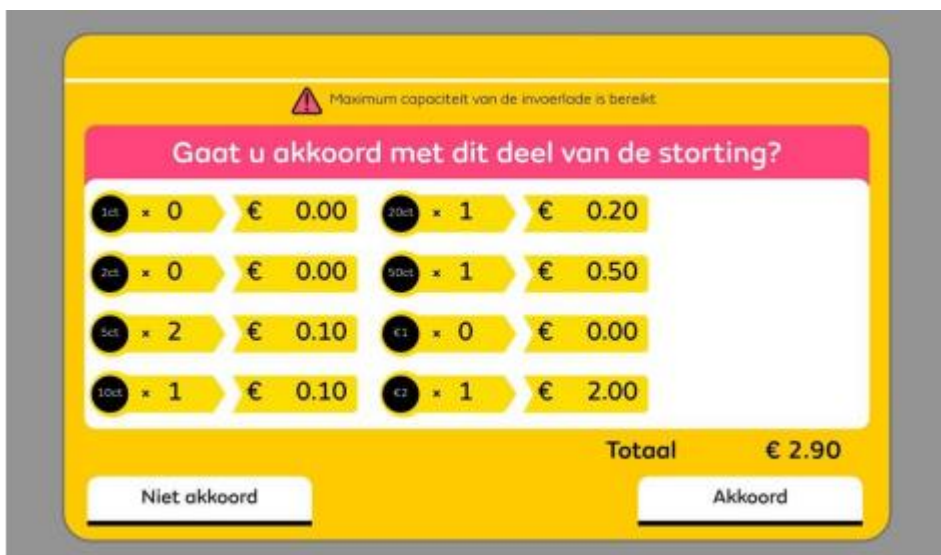 Maximum capaciteit van de invoerlade is bereikt
Gaat u akkoord met dit deel van de storting?
1ct × 0 € 0.00 20ct × 1 € 0.20
2ct × 0 € 0.00 50ct × 1 € 0.50
5ct × 2 € 0.10 €1 × 0 € 0.00
10ct × 1 € 0.10 €2 × 1 € 2.00
Totaal € 2.90
Niet akkoord Akkoord